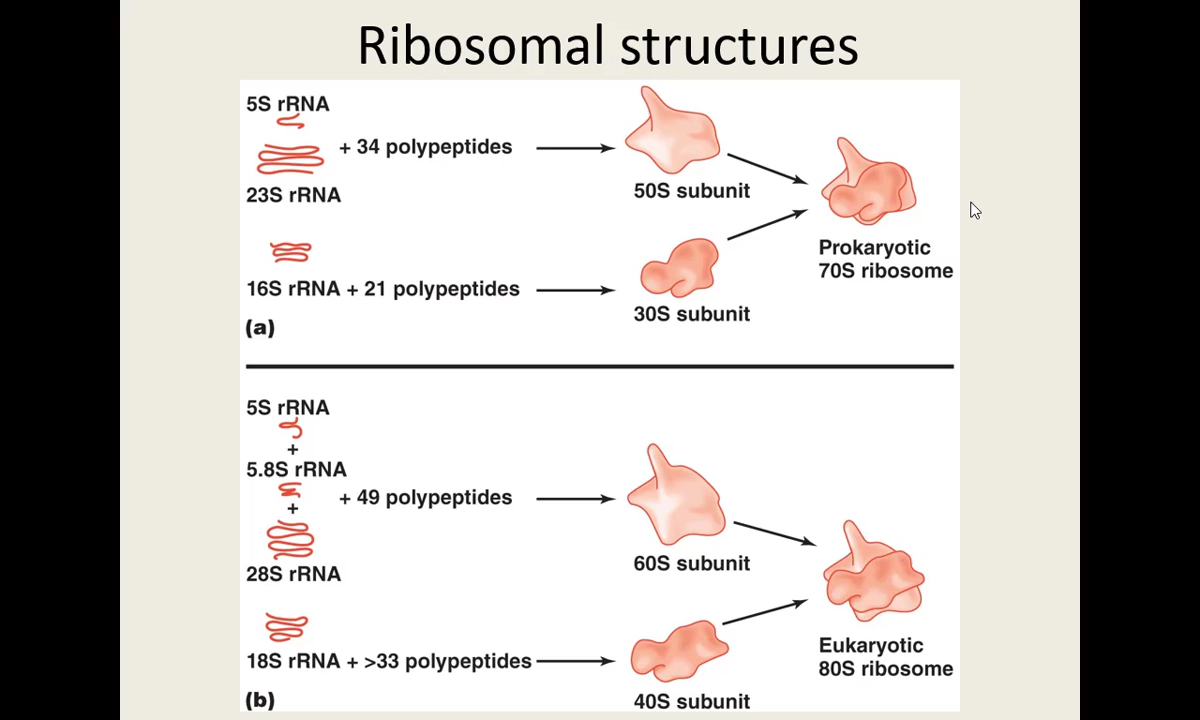 Ribosomal structures
5S rRNA
+ 34 polypeptides
23S rRNA
50S subunit
16S rRNA + 21 polypeptides
30S subunit
Prokaryotic
70S ribosome
(a)
5S rRNA
+
5.8S rRNA
+
+ 49 polypeptides
28S rRNA
60S subunit
18S rRNA + >33 polypeptides
40S subunit
Eukaryotic
80S ribosome
(b)